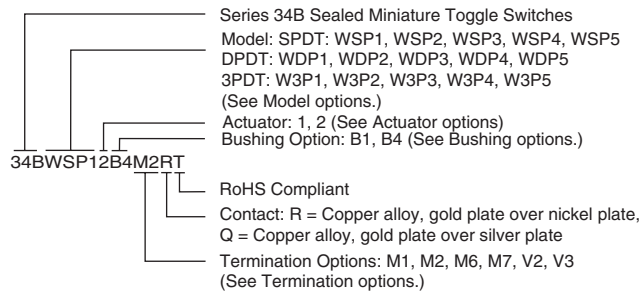 Series 34B Sealed Miniature Toggle Switches
Model: SPDT: WSP1, WSP2, WSP3, WSP4, WSP5
DPDT: WDP1, WDP2, WDP3, WDP4, WDP5
3PDT: W3P1, W3P2, W3P3, W3P4, W3P5
(See Model options.)
Actuator: 1, 2 (See Actuator options)
Bushing Option: B1, B4 (See Bushing options.)
34BWSP12B4M2RT
RoHS Compliant
Contact: R = Copper alloy, gold plate over nickel plate,
Q = Copper alloy, gold plate over silver plate
Termination Options: M1, M2, M6, M7, V2, V3
(See Termination options.)